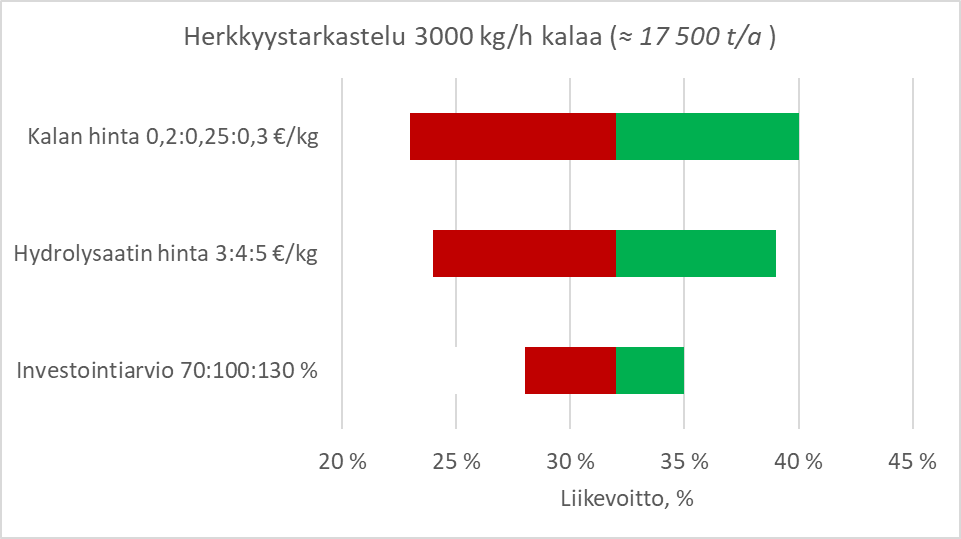 Herkkyystarkastelu 3000 kg/h kalaa (≈ 17 500 t/a )
Kalan hinta 0,2:0,25:0,3 €/kg
Hydrolysaatin hinta 3:4:5 €/kg
Investointiarvio 70:100:130 %
20 % 25 % 30 % 35 % 40 % 45 %
Liikevoitto, %